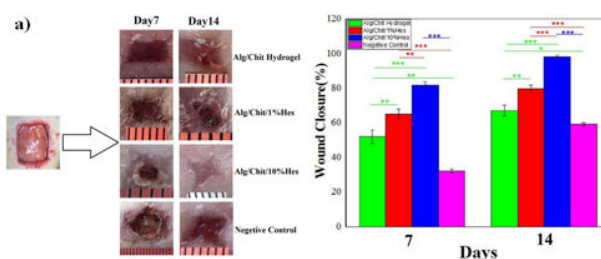 a)
Day7
Day14
Alg/Chit Hydrogel
Alg/Chit/1%Hes
Alg/Chit/10%Hes
Negetive Control
Wound Closure(%)
120
100
80
60
40
20
0
Alg/Chit Hydrogel
Alg/Chit/1%Hes
Alg/Chit/10%Hes
Negative Control
***
***
***
**
***
**
**
***
***
***
***
*
**
7
14
Days